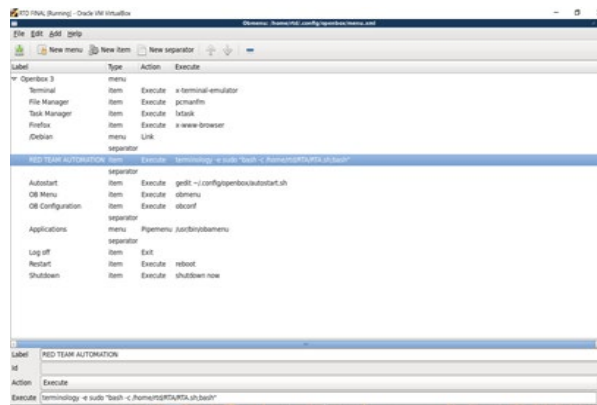 RTD FINAL [Running] - Oracle VM VirtualBox
Obmenu: /home/rtd/.config/openbox/menu.xml
File Edit Add Help
New menu New item New separator
Label Type Action Execute
Openbox 3 menu
Terminal item Execute x-terminal-emulator
File Manager item Execute pcmanfm
Task Manager item Execute lxtask
Firefox item Execute x-www-browser
/Debian menu Link
separator
RED TEAM AUTOMATION item Execute terminology -e sudo "bash -c /home/rtd/RTA/RTA.sh;bash"
separator
Autostart item Execute gedit ~/.config/openbox/autostart.sh
OB Menu item Execute obmenu
OB Configuration item Execute obconf
separator
Applications menu Pipemenu /usr/bin/obamenu
separator
Log off item Exit
Restart item Execute reboot
Shutdown item Execute shutdown now
Label RED TEAM AUTOMATION
Id
Action Execute
Execute terminology -e sudo "bash -c /home/rtd/RTA/RTA.sh;bash"